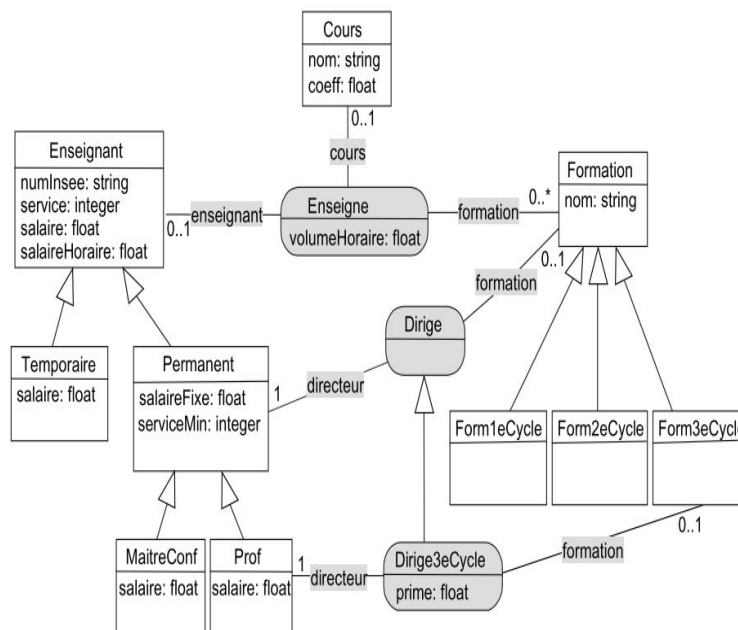 Cours
nom: string
coeff: float
0..1
cours
Enseignant
numInsee: string
service: integer
salaire: float
salaireHoraire: float
0..1
enseignant
Enseigne
volumeHoraire: float
formation
0..*
Formation
nom: string
0..1
formation
Dirige
Temporaire
salaire: float
Permanent
salaireFixe: float
serviceMin: integer
1
directeur
Form1eCycle
Form2eCycle
Form3eCycle
0..1
MaitreConf
salaire: float
Prof
salaire: float
1
directeur
Dirige3eCycle
prime: float
formation